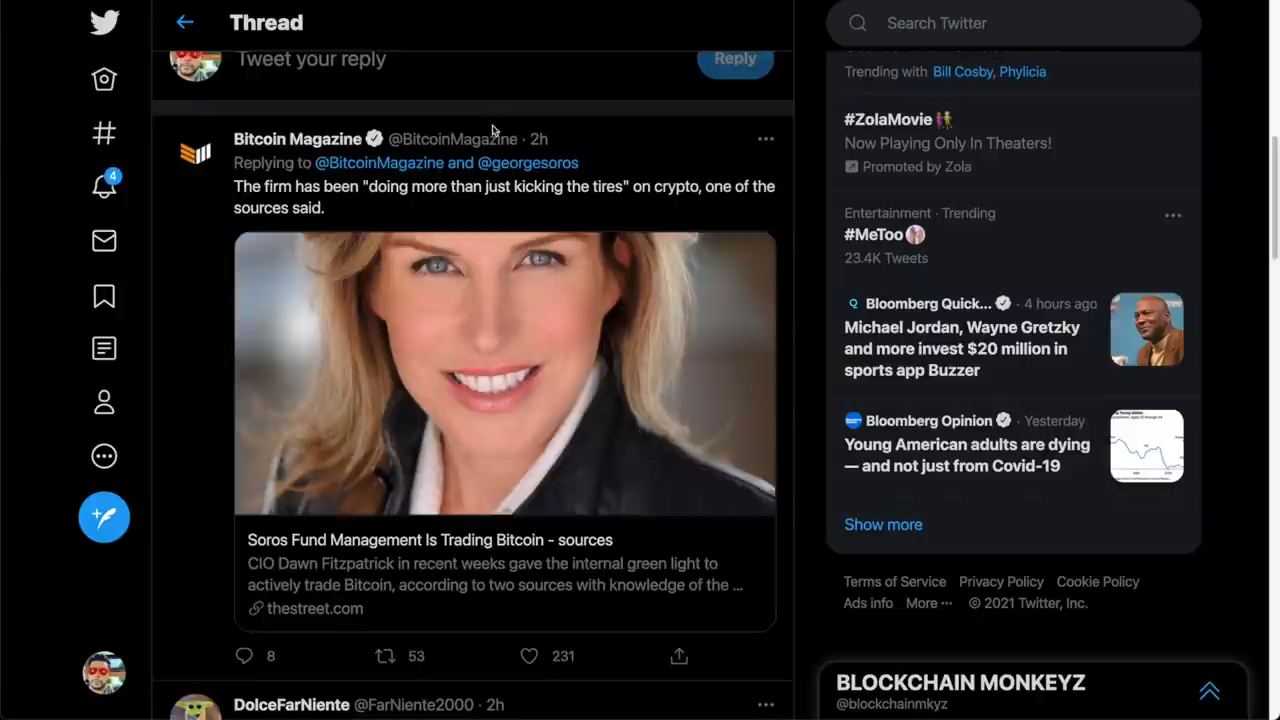 Thread
Tweet your reply
Reply
Bitcoin Magazine @BitcoinMagazine · 2h
Replying to @BitcoinMagazine and @georgesoros
The firm has been "doing more than just kicking the tires" on crypto, one of the
sources said.
Soros Fund Management Is Trading Bitcoin - sources
CIO Dawn Fitzpatrick in recent weeks gave the internal green light to
actively trade Bitcoin, according to two sources with knowledge of the ...
thestreet.com
8
53
231
DolceFarNiente @FarNiente2000 · 2h
4
Search Twitter
Trending with Bill Cosby, Phylicia
#ZolaMovie
Now Playing Only In Theaters!
Promoted by Zola
Entertainment · Trending
#MeToo
23.4K Tweets
Bloomberg Quick... · 4 hours ago
Michael Jordan, Wayne Gretzky
and more invest $20 million in
sports app Buzzer
Bloomberg Opinion · Yesterday
Young American adults are dying
— and not just from Covid-19
Show more
Terms of Service Privacy Policy Cookie Policy
Ads info More ··· © 2021 Twitter, Inc.
BLOCKCHAIN MONKEYZ
@blockchainmkyz